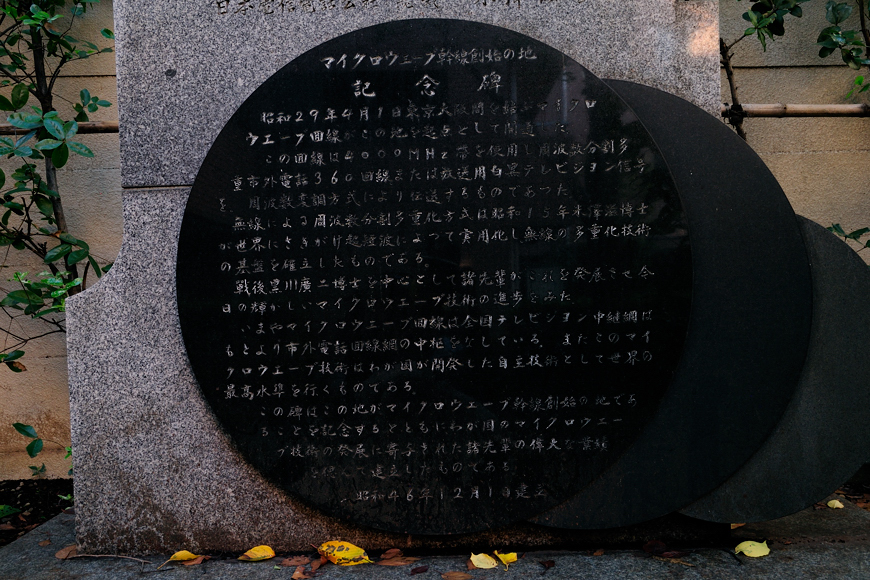 マイクロウェーブ幹線創始の地
記念碑
昭和29年4月1日東京大阪間を結ぶマイクロ
ウエーブ回線がこの地を起点として開通した
この回線は4000MHz帯を使用し周波数分割多
重市外電話360回線または放送用白黒テレビジョン信号
を周波数変調方式により伝送するものであつた。
無線による周波数分割多重化方式は昭和15年米澤滋博士
が世界にさきがけ超短波によつて実用化し無線の多重化技術
の基盤を確立したものである
戦後黒川廣二博士を中心として諸先輩がこれを発展させ今
日の輝かしいマイクロウエーブ技術の進歩をみた
いまやマイクロウエーブ回線は全国テレビジョン中継網は
もとより市外電話回線網の中枢をなしている。またこのマイ
クロウエーブ技術はわが国が開発した自立技術として世界の
最高水準を行くものである。
この碑はこの地がマイクロウエーブ幹線創始の地であ
ることを記念するとともにわが国のマイクロウエー
ブ技術の発展に寄与された諸先輩の偉大な業績
て建立したものである。
昭和46年12月1日建立